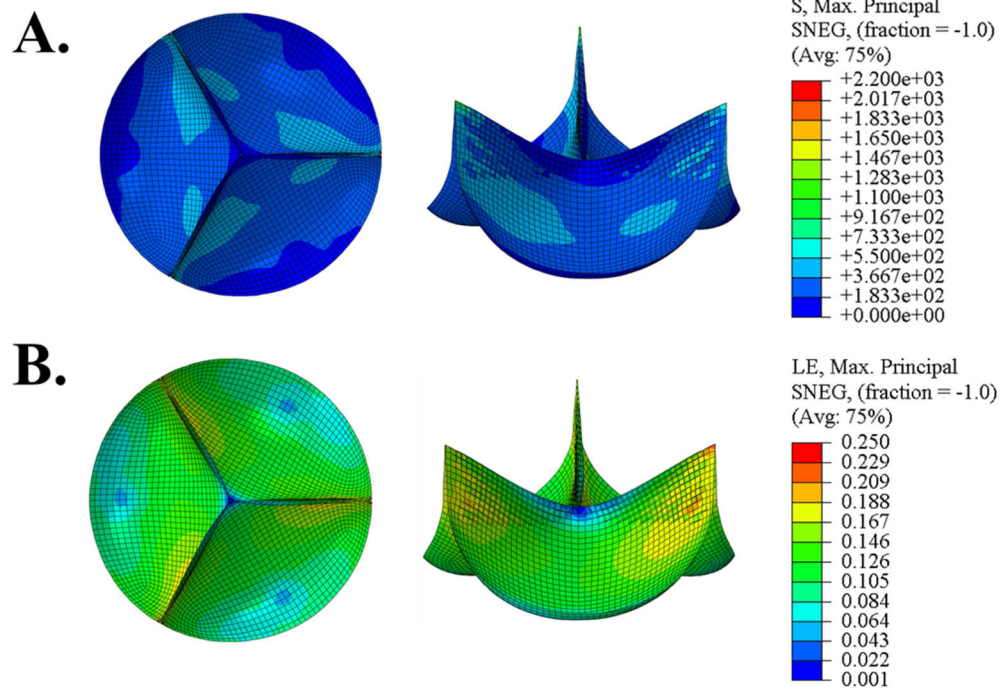 A.
S, Max. Principal
SNEG, (fraction = -1.0)
(Avg: 75%)
+2.200e+03
+2.017e+03
+1.833e+03
+1.650e+03
+1.467e+03
+1.283e+03
+1.100e+03
+9.167e+02
+7.333e+02
+5.500e+02
+3.667e+02
+1.833e+02
+0.000e+00
B.
LE, Max. Principal
SNEG, (fraction = -1.0)
(Avg: 75%)
0.250
0.229
0.209
0.188
0.167
0.146
0.126
0.105
0.084
0.064
0.043
0.022
0.001